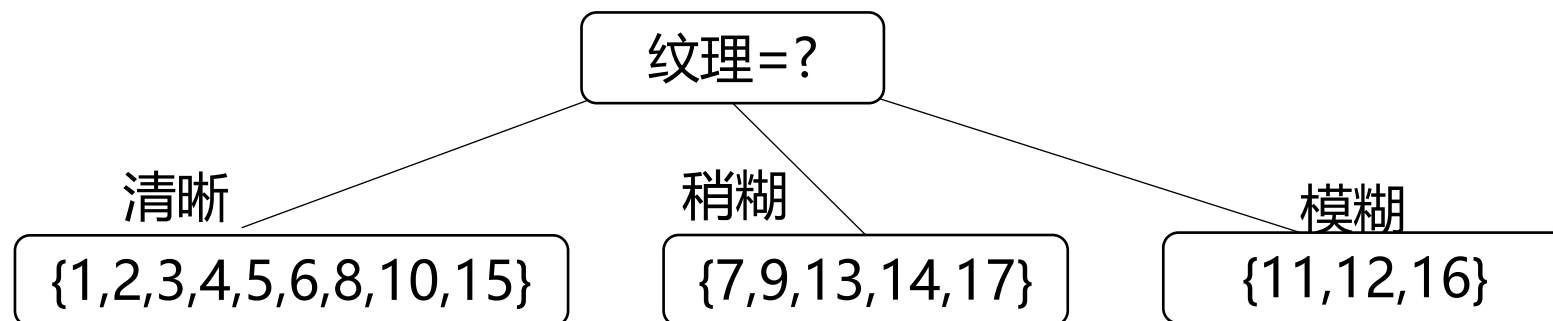 纹理=?
清晰
稍糊
模糊
{1,2,3,4,5,6,8,10,15}
{7,9,13,14,17}
{11,12,16}